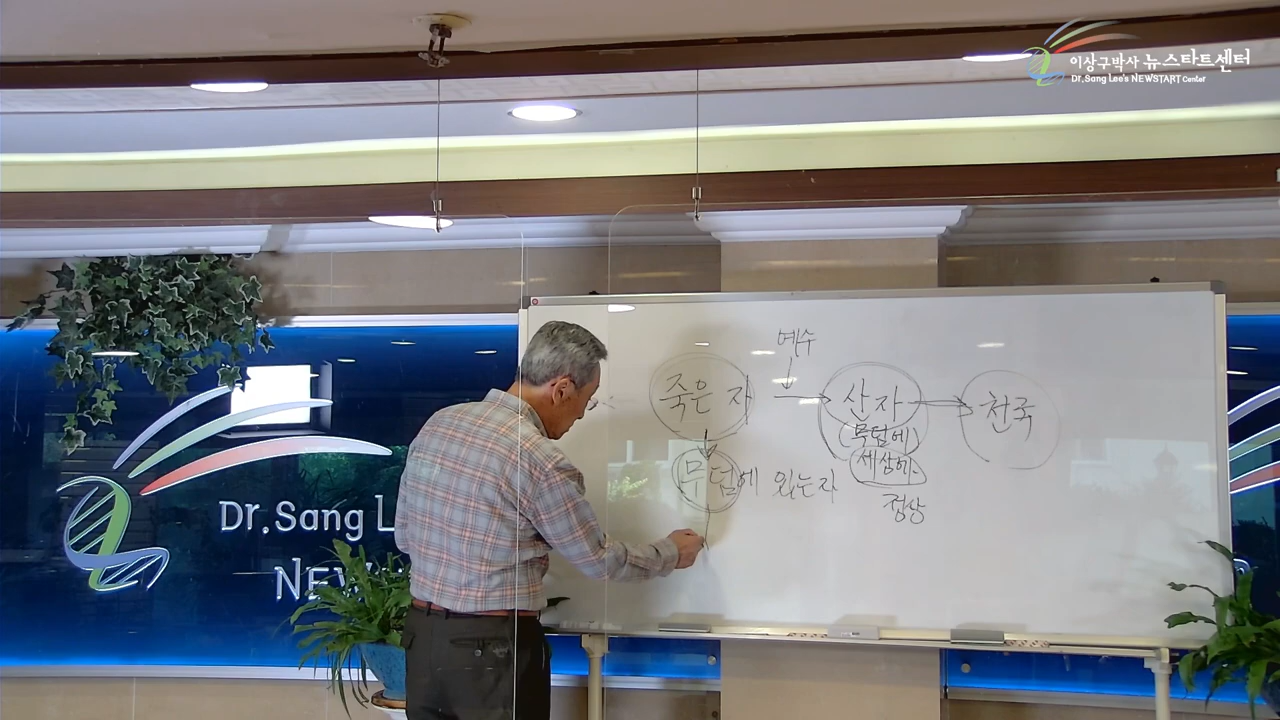 이상구박사 뉴스타트센터
Dr.Sang Lee's NEWSTART Center
예수
죽은 자
산자
천국
(무덤에)
세상에
무덤에 있는자
정상
Dr.Sang L
NEW